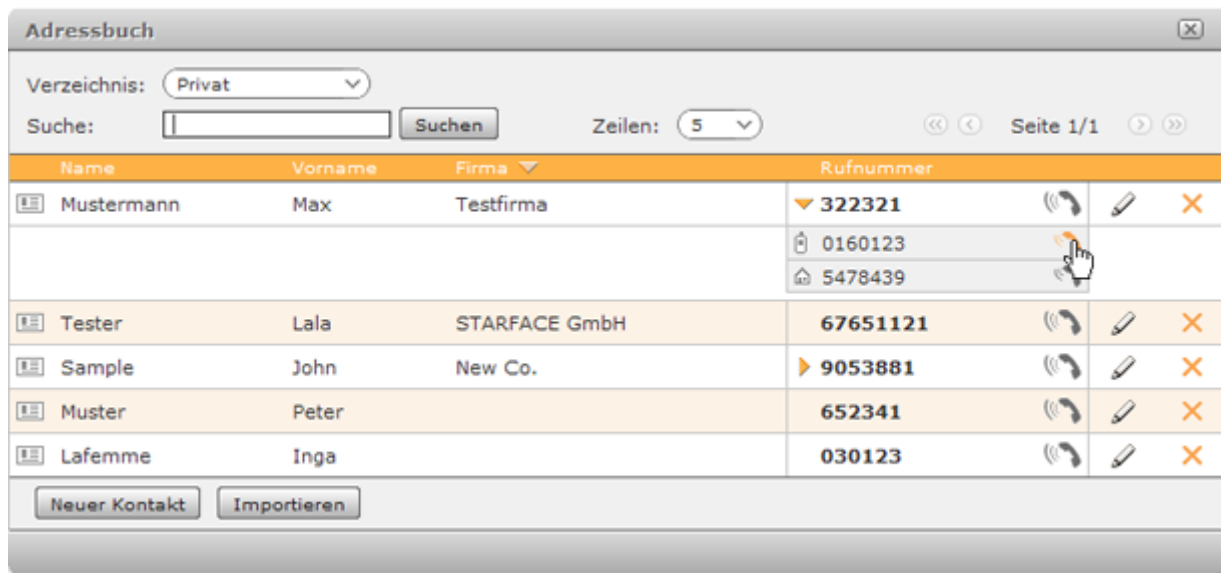 Adressbuch
Verzeichnis: Privat
Suche: Suchen Zeilen: 5 Seite 1/1
Name Vorname Firma Rufnummer
Mustermann Max Testfirma 322321
0160123
5478439
Tester Lala STARFACE GmbH 67651121
Sample John New Co. 9053881
Muster Peter 652341
Lafemme Inga 030123
Neuer Kontakt Importieren